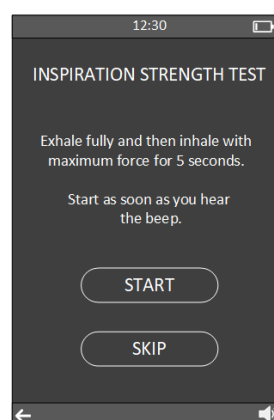 12:30
INSPIRATION STRENGTH TEST
Exhale fully and then inhale with
maximum force for 5 seconds.
Start as soon as you hear
the beep.
START
SKIP